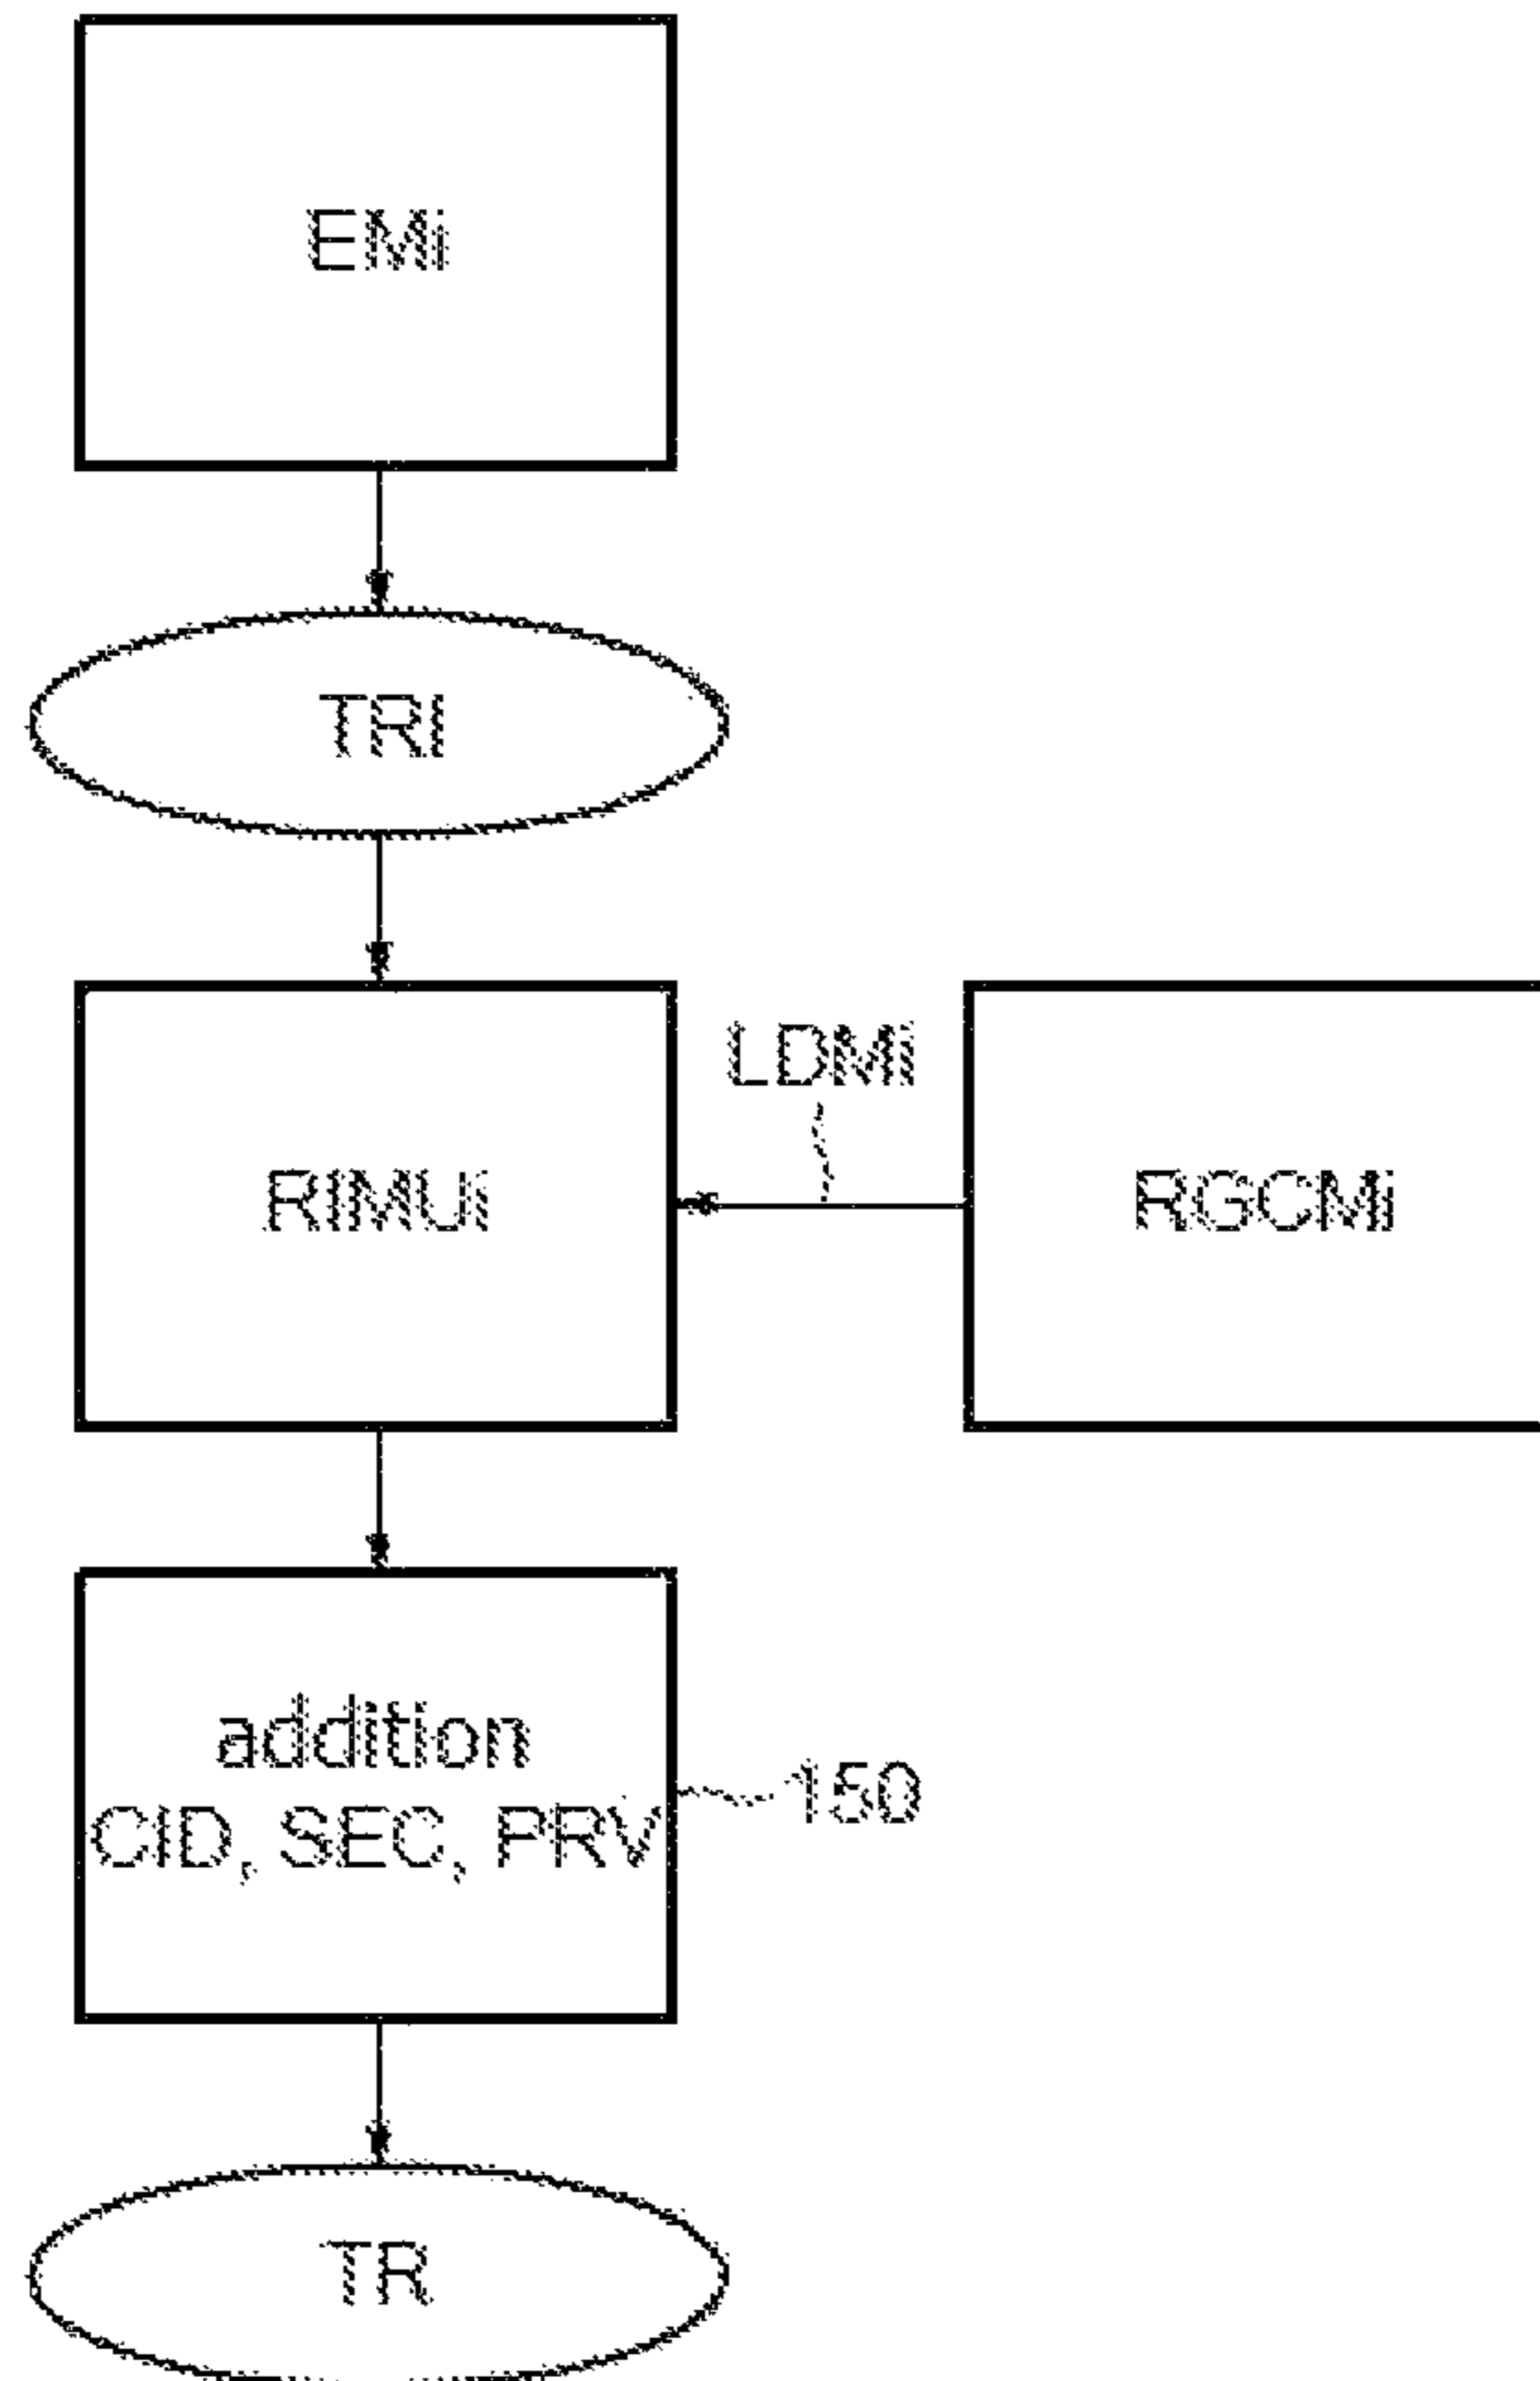 EMi
TRI
LDMi
RIMUi
RGCMi
addition
CID, SEC, PRV
150
TR